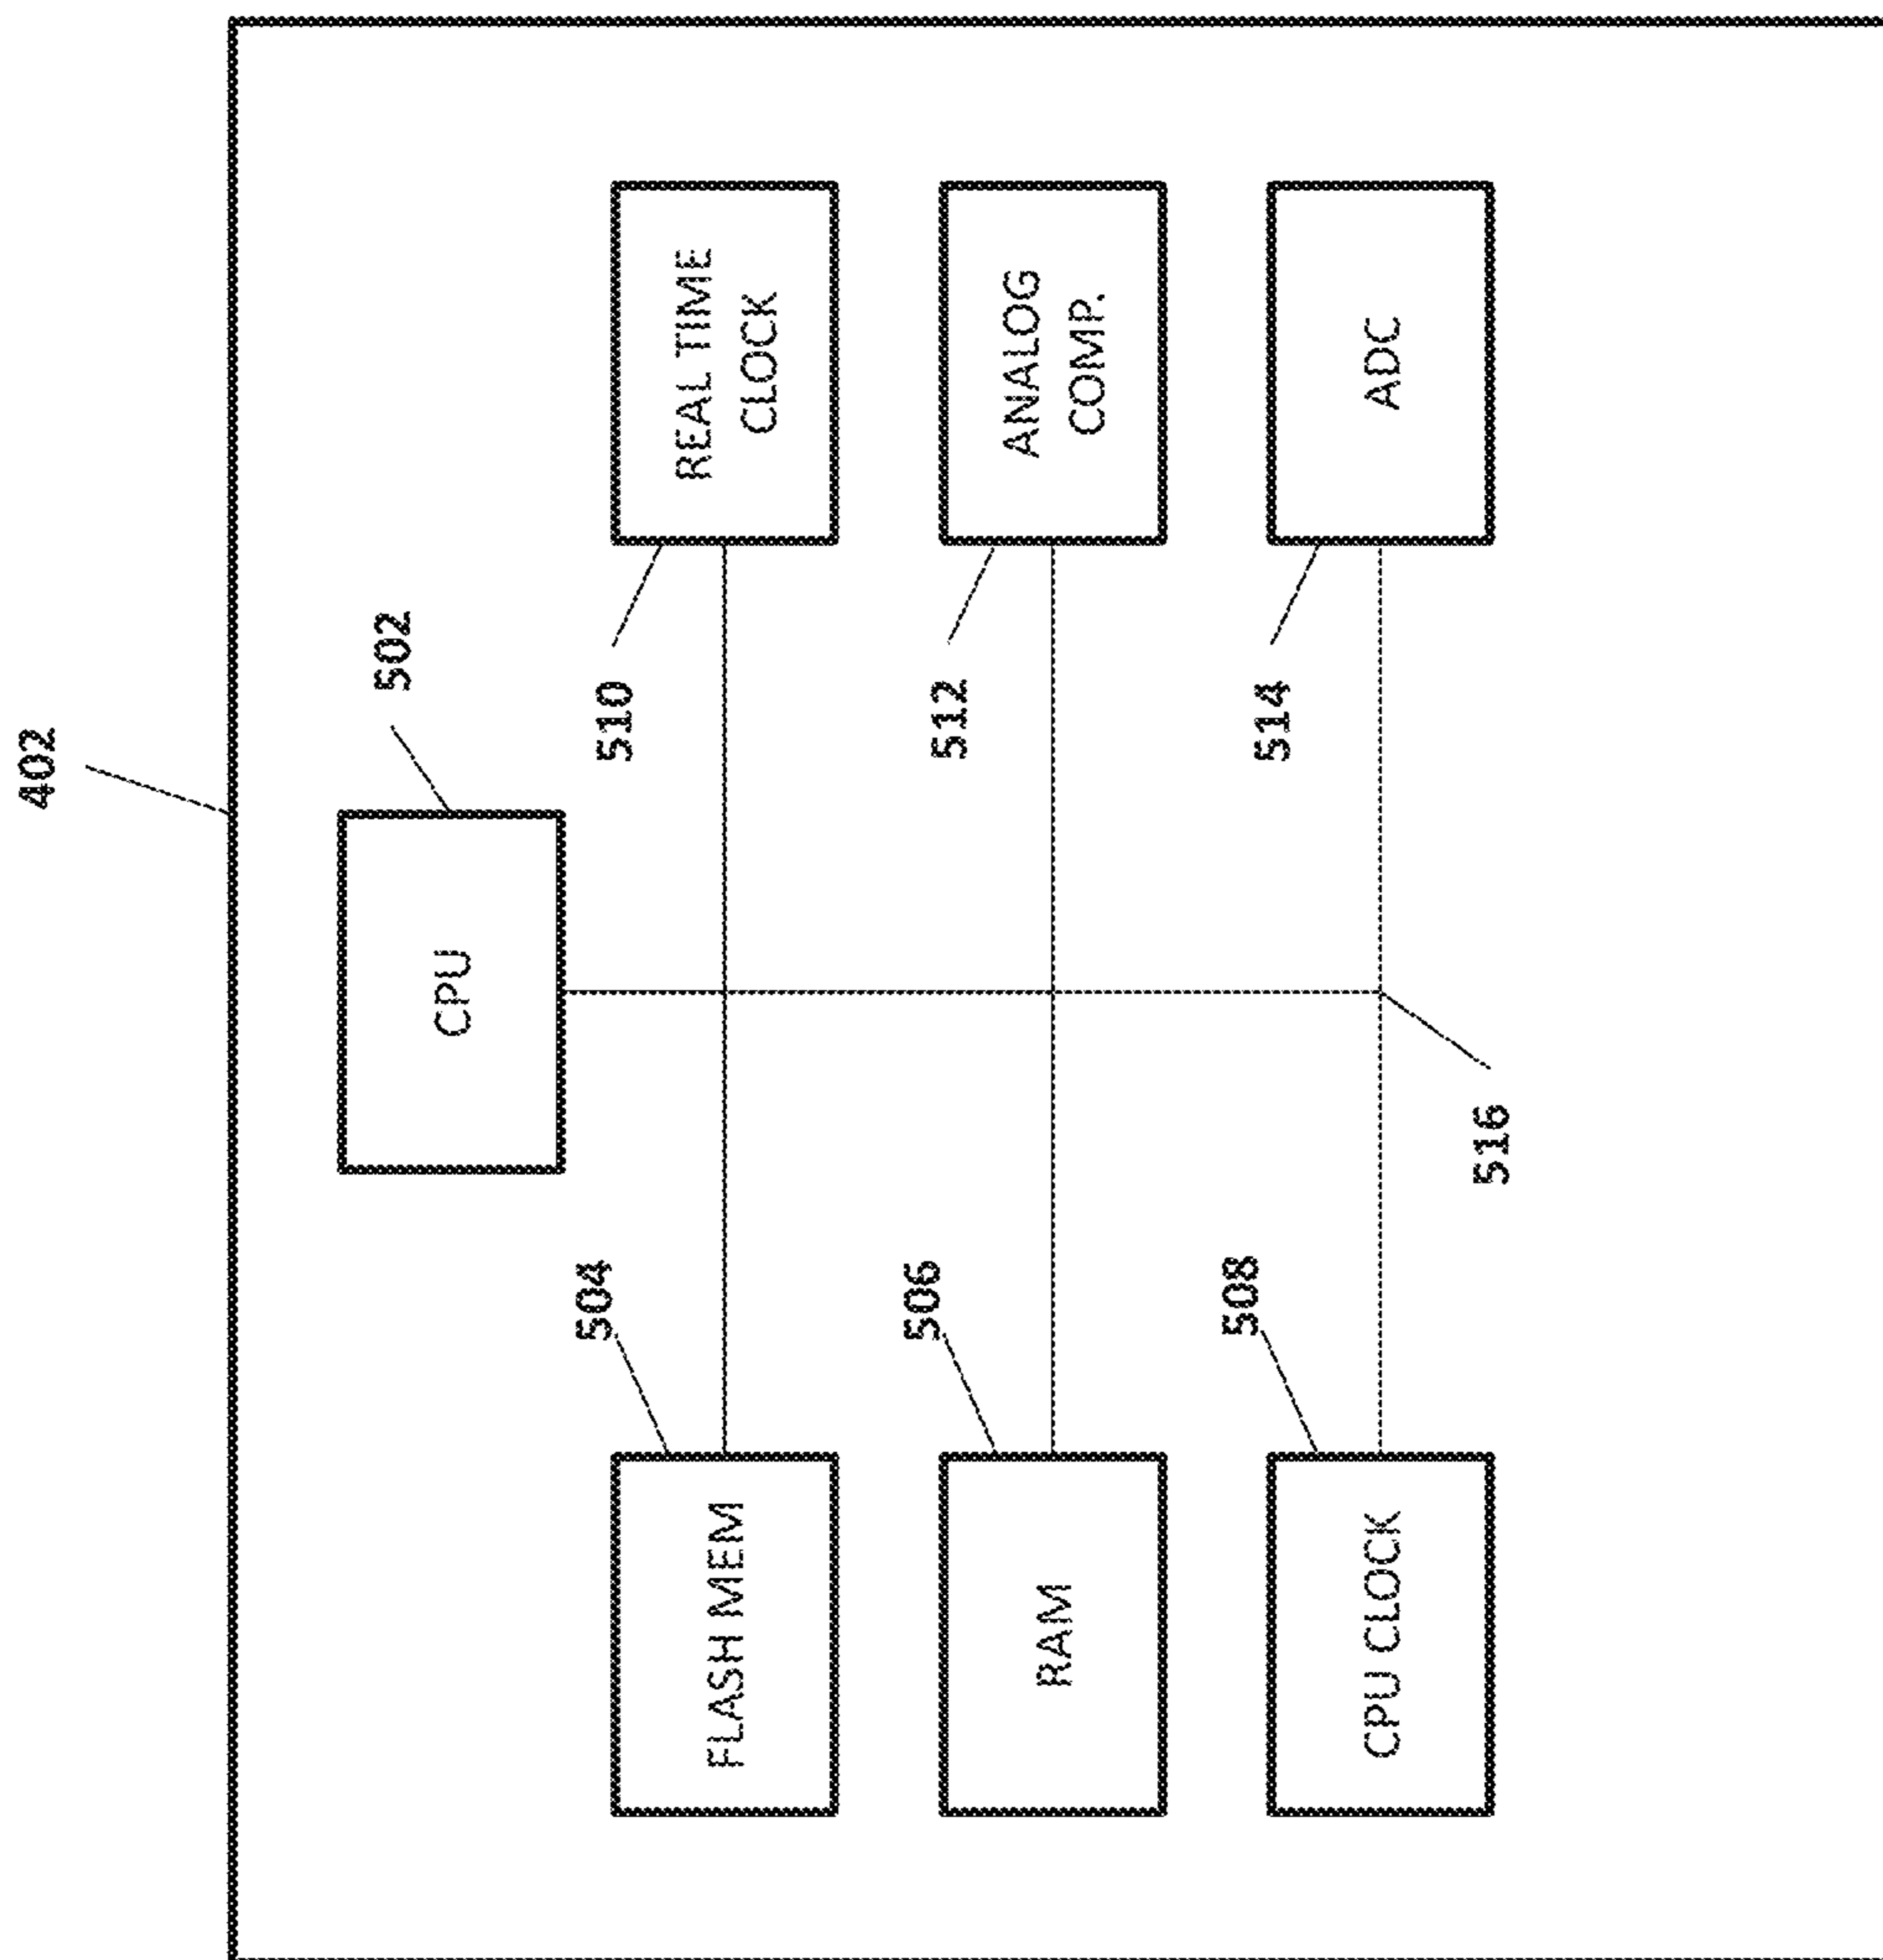 402
502
CPU
504
510
FLASH MEM
REAL TIME
CLOCK
506
512
RAM
ANALOG
COMP.
508
514
CPU CLOCK
ADC
516